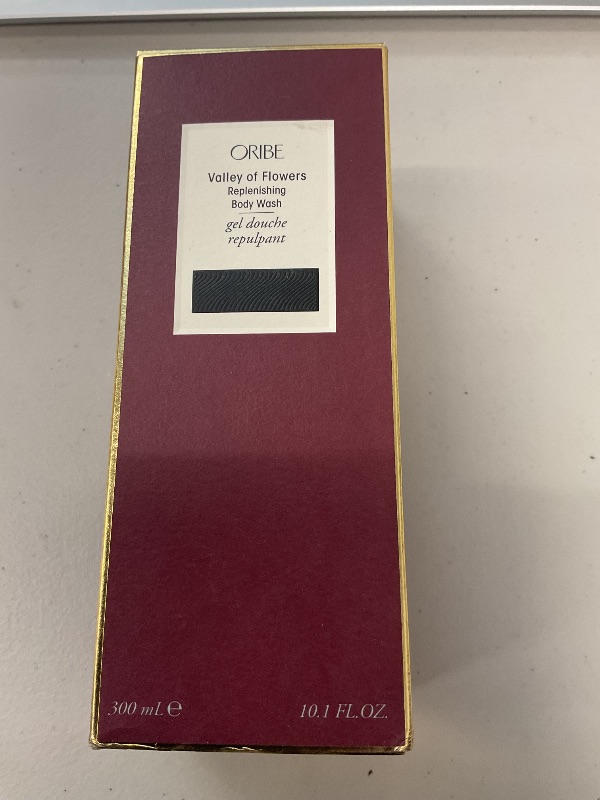 ORIBE
Valley of Flowers
Replenishing
Body Wash
gel douche
repulpant
300 mL ℮ 10.1 FL.OZ.